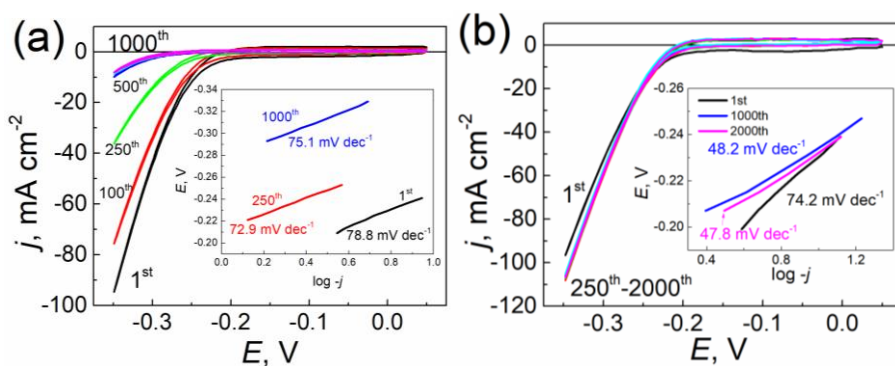 (a)
1000th
0
500th
-20
250th
-40
100th
-60
-80
1st
-100
j, mA cm-2
-0.3 -0.2 -0.1 0.0
E, V
-0.34
-0.32
-0.30
-0.28
-0.26
-0.24
-0.22
-0.20
E, V
1000th
75.1 mV dec-1
250th
72.9 mV dec-1
1st
78.8 mV dec-1
0.0 0.2 0.4 0.6 0.8 1.0
log -j
(b)
0
-20
-40
-60
-80
-100
-120
j, mA cm-2
1st
250th-2000th
-0.3 -0.2 -0.1 0.0
E, V
-0.26
-0.24
-0.22
-0.20
E, V
1st
1000th
2000th
48.2 mV dec-1
74.2 mV dec-1
47.8 mV dec-1
0.4 0.8 1.2
log -j